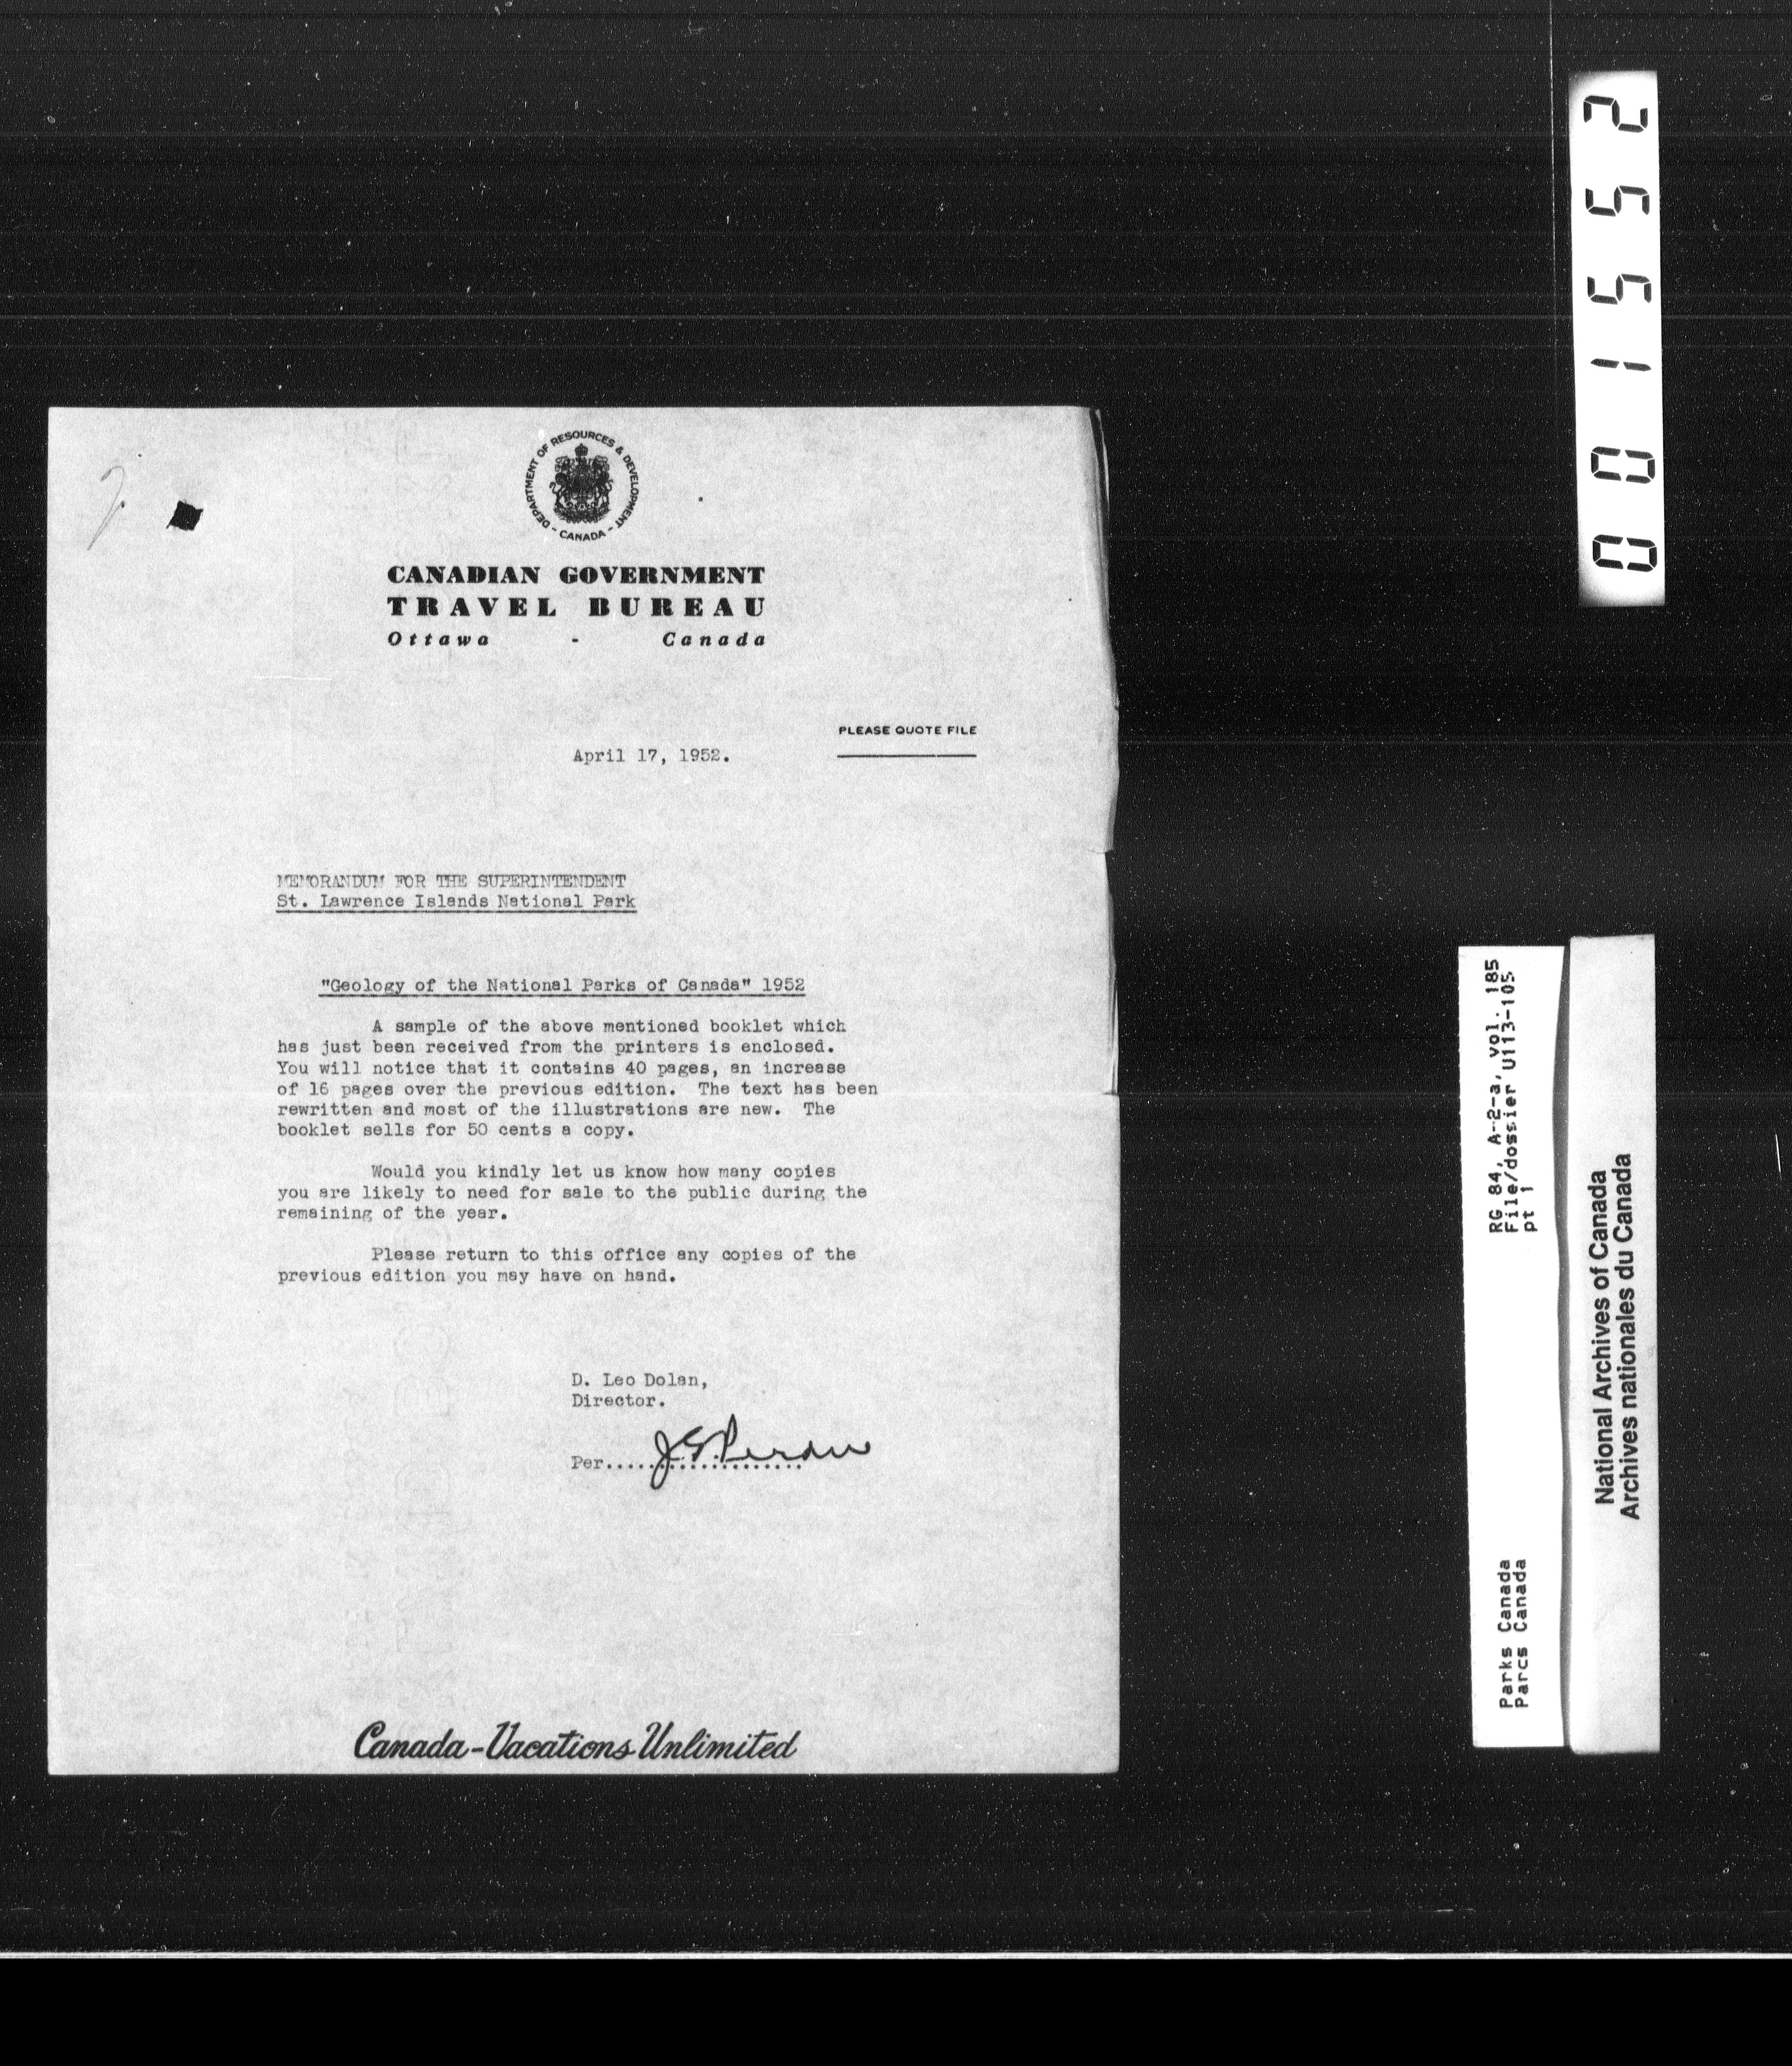 DEPARTMENT OF RESOURCES & DEVELOPMENT
- CANADA -
CANADIAN GOVERNMENT
TRAVEL BUREAU
Ottawa - Canada
PLEASE QUOTE FILE
April 17, 1952.
MEMORANDUM FOR THE SUPERINTENDENT
St. Lawrence Islands National Park
"Geology of the National Parks of Canada" 1952
A sample of the above mentioned booklet which
has just been received from the printers is enclosed.
You will notice that it contains 40 pages, an increase
of 16 pages over the previous edition. The text has been
rewritten and most of the illustrations are new. The
booklet sells for 50 cents a copy.
Would you kindly let us know how many copies
you are likely to need for sale to the public during the
remaining of the year.
Please return to this office any copies of the
previous edition you may have on hand.
D. Leo Dolan,
Director.
Per....................
Canada-Vacations Unlimited
001552
RG 84, A-2-a, vol. 185
File/dossier U113-105
pt 1
Parks Canada
Parcs Canada
National Archives of Canada
Archives nationales du Canada